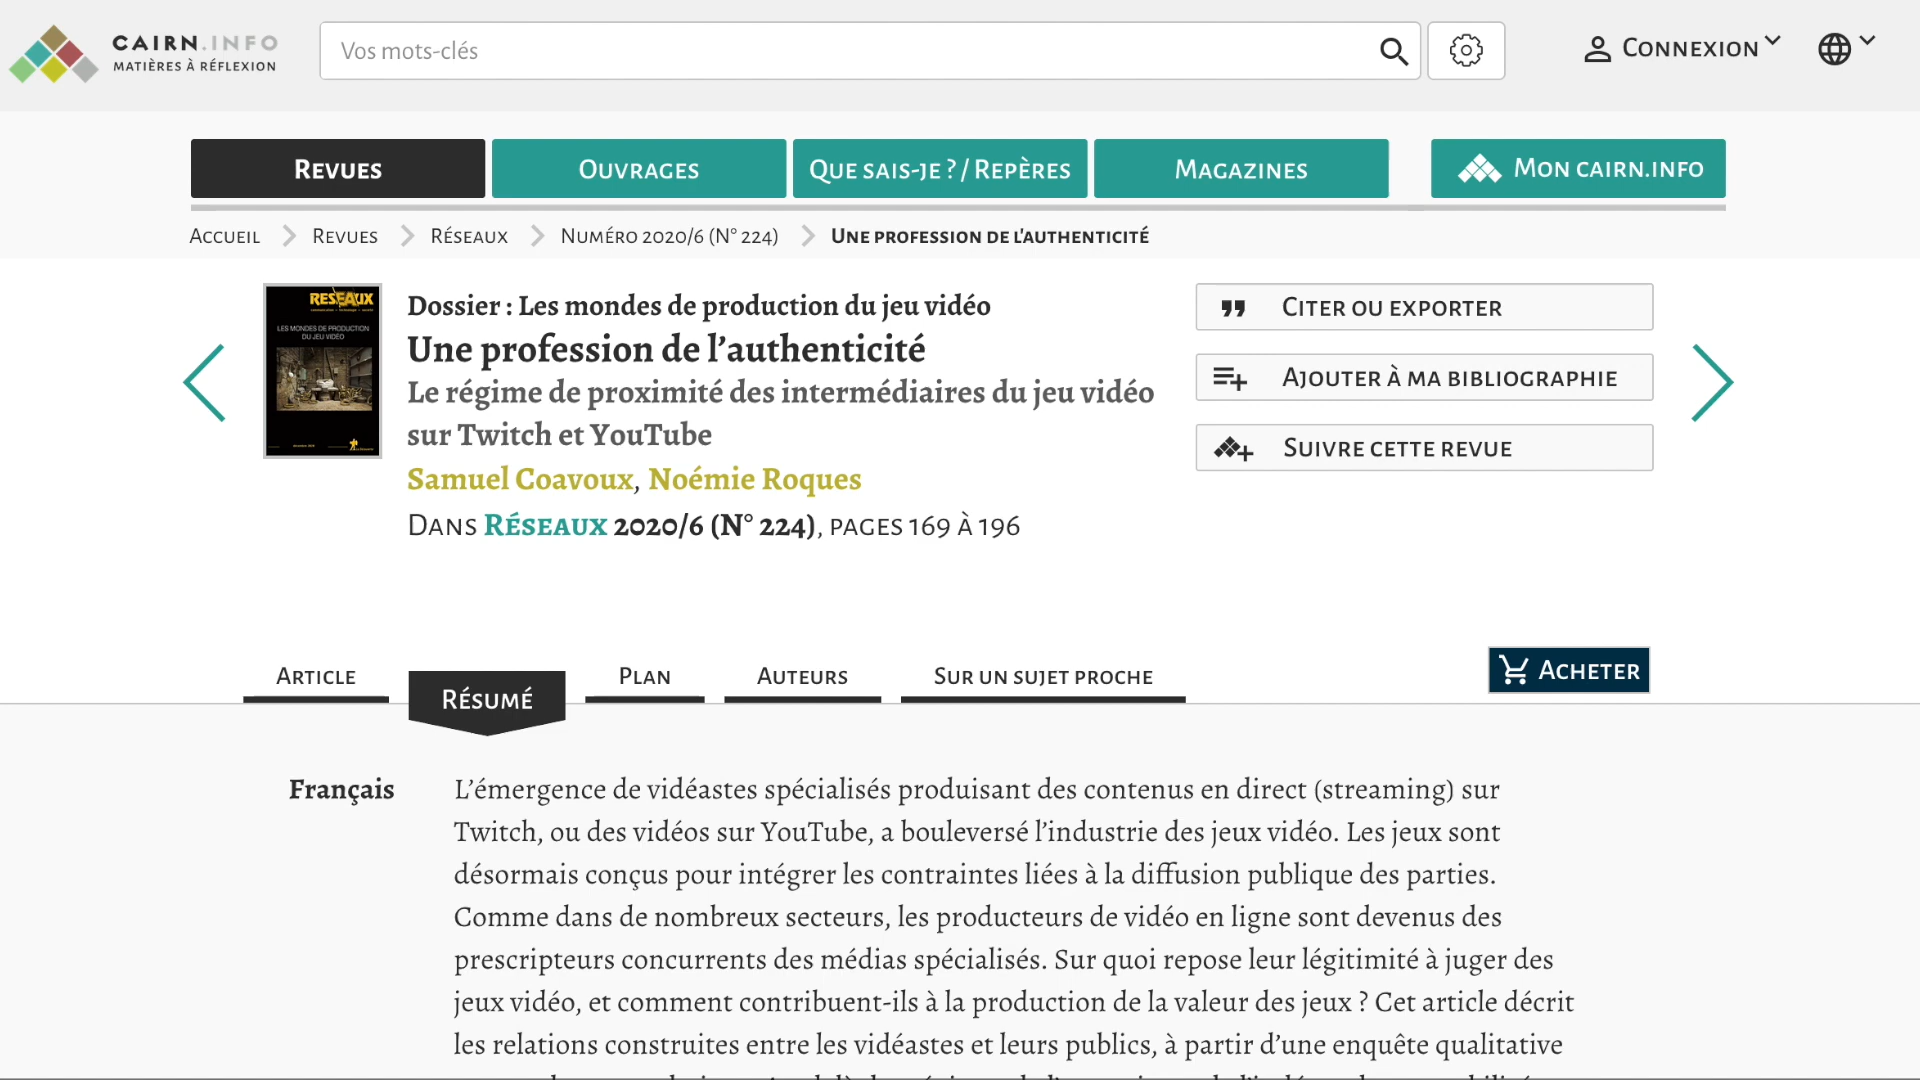 CAIRN.INFO
MATIÈRES À RÉFLEXION
Vos mots-clés
CONNEXION
REVUES
OUVRAGES
QUE SAIS-JE ? / REPÈRES
MAGAZINES
MON CAIRN.INFO
ACCUEIL
REVUES
RÉSEAUX
NUMÉRO 2020/6 (N° 224)
UNE PROFESSION DE L'AUTHENTICITÉ
RESEAUX
LES MONDES DE PRODUCTION
DU JEU VIDÉO
Dossier : Les mondes de production du jeu vidéo
Une profession de l’authenticité
Le régime de proximité des intermédiaires du jeu vidéo
sur Twitch et YouTube
Samuel Coavoux, Noémie Roques
DANS RÉSEAUX 2020/6 (N° 224), PAGES 169 À 196
CITER OU EXPORTER
AJOUTER À MA BIBLIOGRAPHIE
SUIVRE CETTE REVUE
ARTICLE
RÉSUMÉ
PLAN
AUTEURS
SUR UN SUJET PROCHE
ACHETER
Français
L’émergence de vidéastes spécialisés produisant des contenus en direct (streaming) sur
Twitch, ou des vidéos sur YouTube, a bouleversé l’industrie des jeux vidéo. Les jeux sont
désormais conçus pour intégrer les contraintes liées à la diffusion publique des parties.
Comme dans de nombreux secteurs, les producteurs de vidéo en ligne sont devenus des
prescripteurs concurrents des médias spécialisés. Sur quoi repose leur légitimité à juger des
jeux vidéo, et comment contribuent-ils à la production de la valeur des jeux ? Cet article décrit
les relations construites entre les vidéastes et leurs publics, à partir d’une enquête qualitative